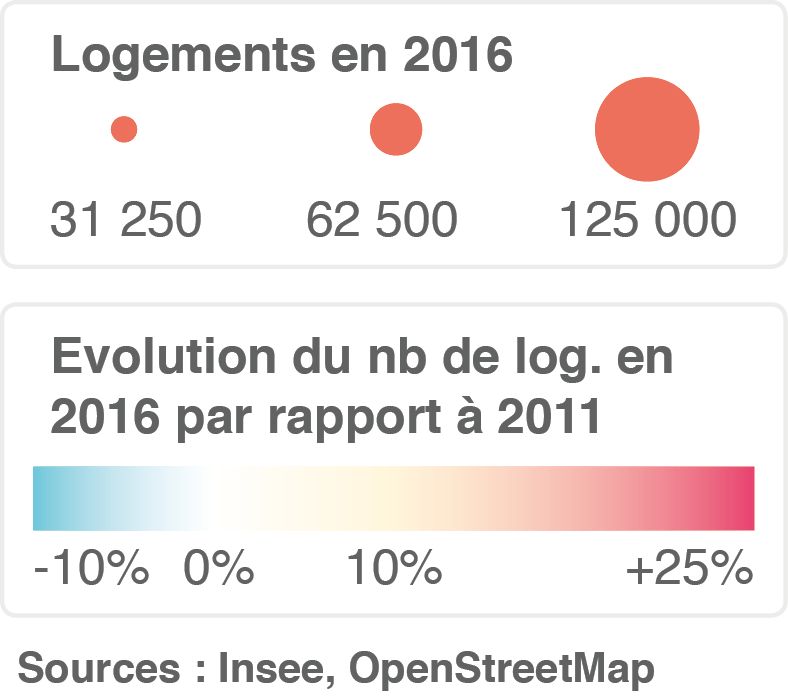 Logements en 2016
31 250 62 500 125 000
Evolution du nb de log. en
2016 par rapport à 2011
-10% 0% 10% +25%
Sources : Insee, OpenStreetMap